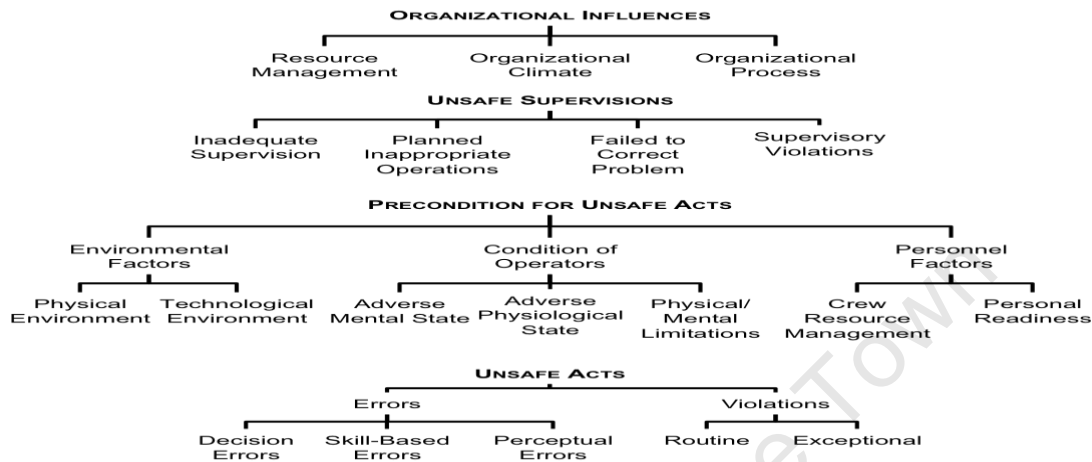 ORGANIZATIONAL INFLUENCES
Resource Management
Organizational Climate
Organizational Process
UNSAFE SUPERVISIONS
Inadequate Supervision
Planned Inappropriate Operations
Failed to Correct Problem
Supervisory Violations
PRECONDITION FOR UNSAFE ACTS
Environmental Factors
Condition of Operators
Personnel Factors
Physical Environment
Technological Environment
Adverse Mental State
Adverse Physiological State
Physical/ Mental Limitations
Crew Resource Management
Personal Readiness
UNSAFE ACTS
Errors
Violations
Decision Errors
Skill-Based Errors
Perceptual Errors
Routine
Exceptional
Town